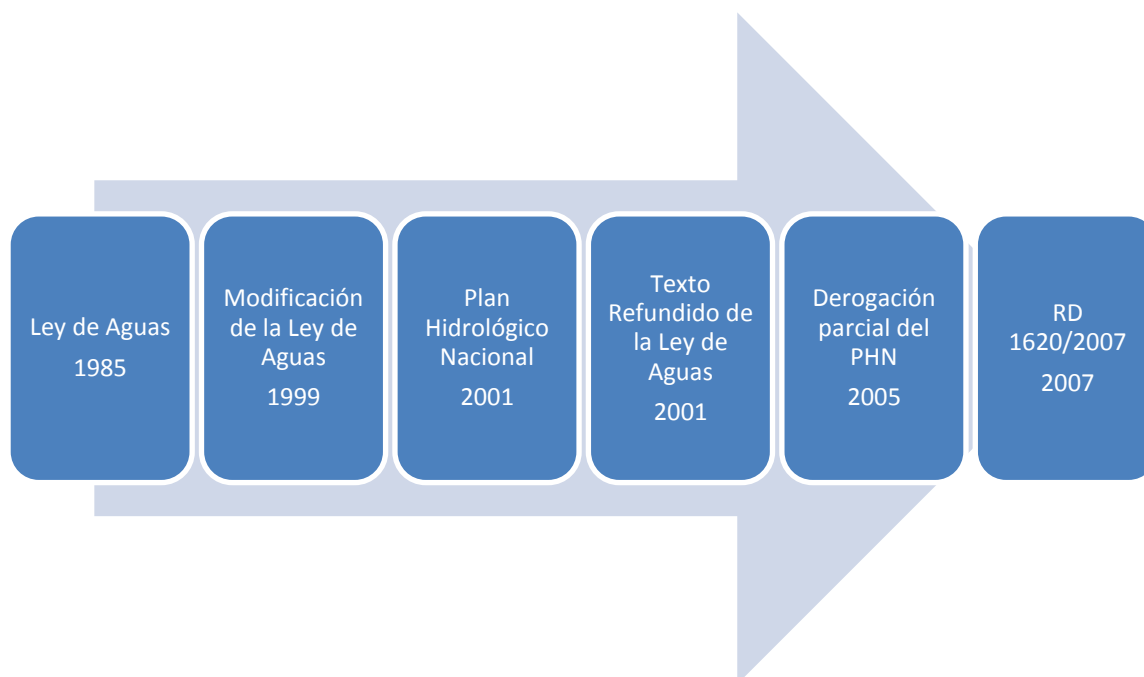 Ley de Aguas
1985
Modificación
de la Ley de
Aguas
1999
Plan
Hidrológico
Nacional
2001
Texto
Refundido de
la Ley de
Aguas
2001
Derogación
parcial del
PHN
2005
RD
1620/2007
2007